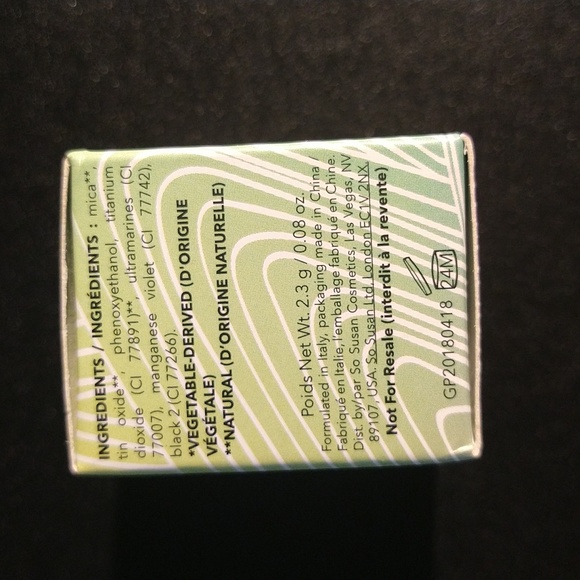 INGREDIENTS / INGRÉDIENTS : mica**,
tin oxide**, phenoxyethanol, titanium
dioxide (CI 77891)** ultramarines (CI
77007), manganese violet (CI 77742),
black 2 (CI 77266).
*VEGETABLE-DERIVED (D'ORIGINE
VÉGÉTALE)
**NATURAL (D'ORIGINE NATURELLE)
Poids Net Wt. 2.3 g / 0.08 oz.
Formulated in Italy, packaging made in China /
Fabriqué en Italie, l'emballage fabriqué en Chine.
Dist. by/par So Susan Cosmetics, Las Vegas, NV
89107, USA. So Susan Ltd. London EC1V 2NX.
Not For Resale (interdit à la revente)
GP20180418 24M